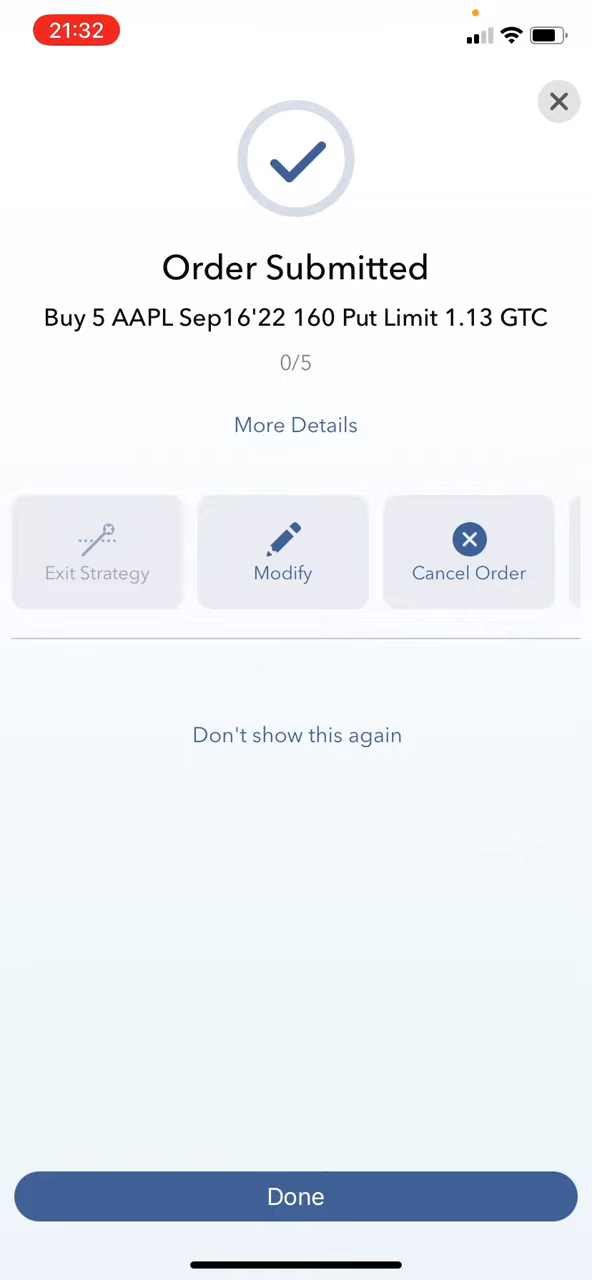 21:32
Order Submitted
Buy 5 AAPL Sep16'22 160 Put Limit 1.13 GTC
0/5
More Details
Exit Strategy
Modify
Cancel Order
Don't show this again
Done